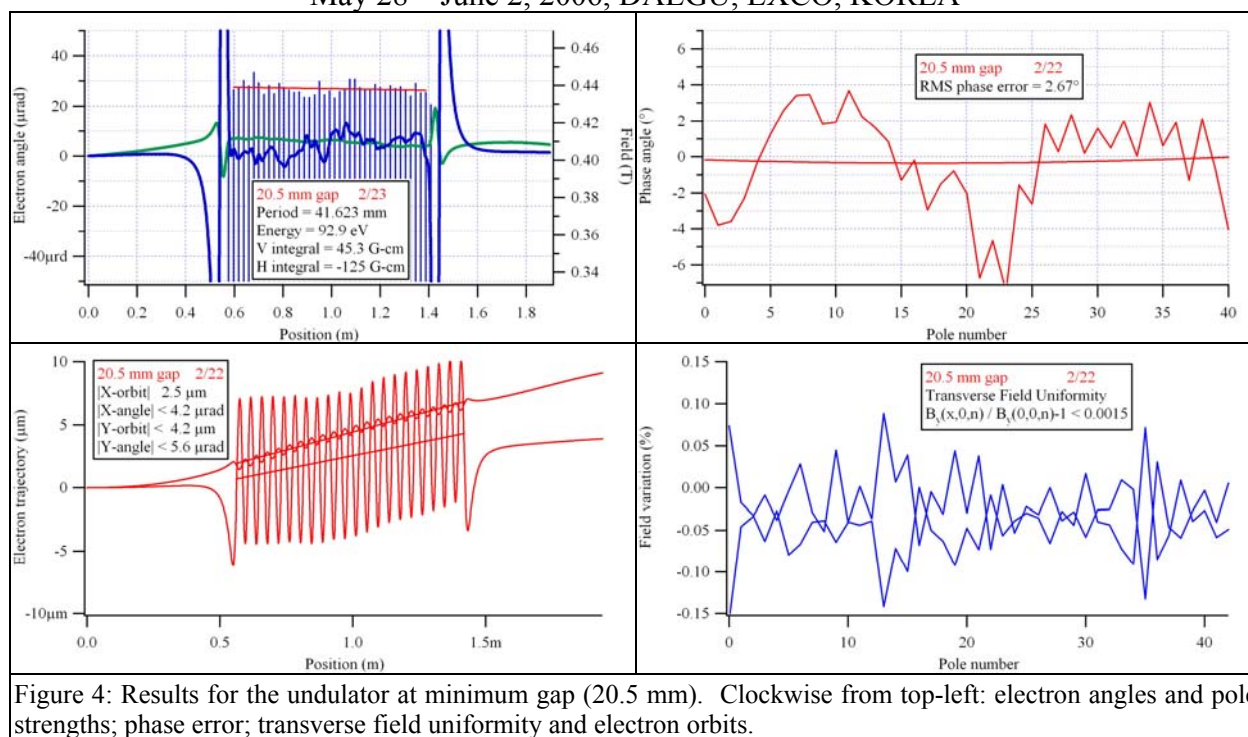 May 28 – June 2, 2006, DAEGU, EXCO, KOREA
40
20
0
-20
-40μrd
Electron angle (μrad)
0.46
0.44
0.42
0.40
0.38
0.36
0.34
Field (T)
20.5 mm gap 2/23
Period = 41.623 mm
Energy = 92.9 eV
V integral = 45.3 G-cm
H integral = -125 G-cm
0.0 0.2 0.4 0.6 0.8 1.0 1.2 1.4 1.6 1.8
Position (m)
6
4
2
0
-2
-4
-6
Phase angle (°)
20.5 mm gap 2/22
RMS phase error = 2.67°
0 5 10 15 20 25 30 35 40
Pole number
10
5
0
-5
-10μm
Electron trajectory (μm)
20.5 mm gap 2/22
|X-orbit| 2.5 μm
|X-angle| < 4.2 μrad
|Y-orbit| < 4.2 μm
|Y-angle| < 5.6 μrad
0.0 0.5 1.0 1.5m
Position (m)
0.15
0.10
0.05
0.00
-0.05
-0.10
-0.15
Field variation (%)
20.5 mm gap 2/22
Transverse Field Uniformity
By(x,0,n) / By(0,0,n)-1 < 0.0015
0 10 20 30 40
Pole number
Figure 4: Results for the undulator at minimum gap (20.5 mm). Clockwise from top-left: electron angles and pole
strengths; phase error; transverse field uniformity and electron orbits.